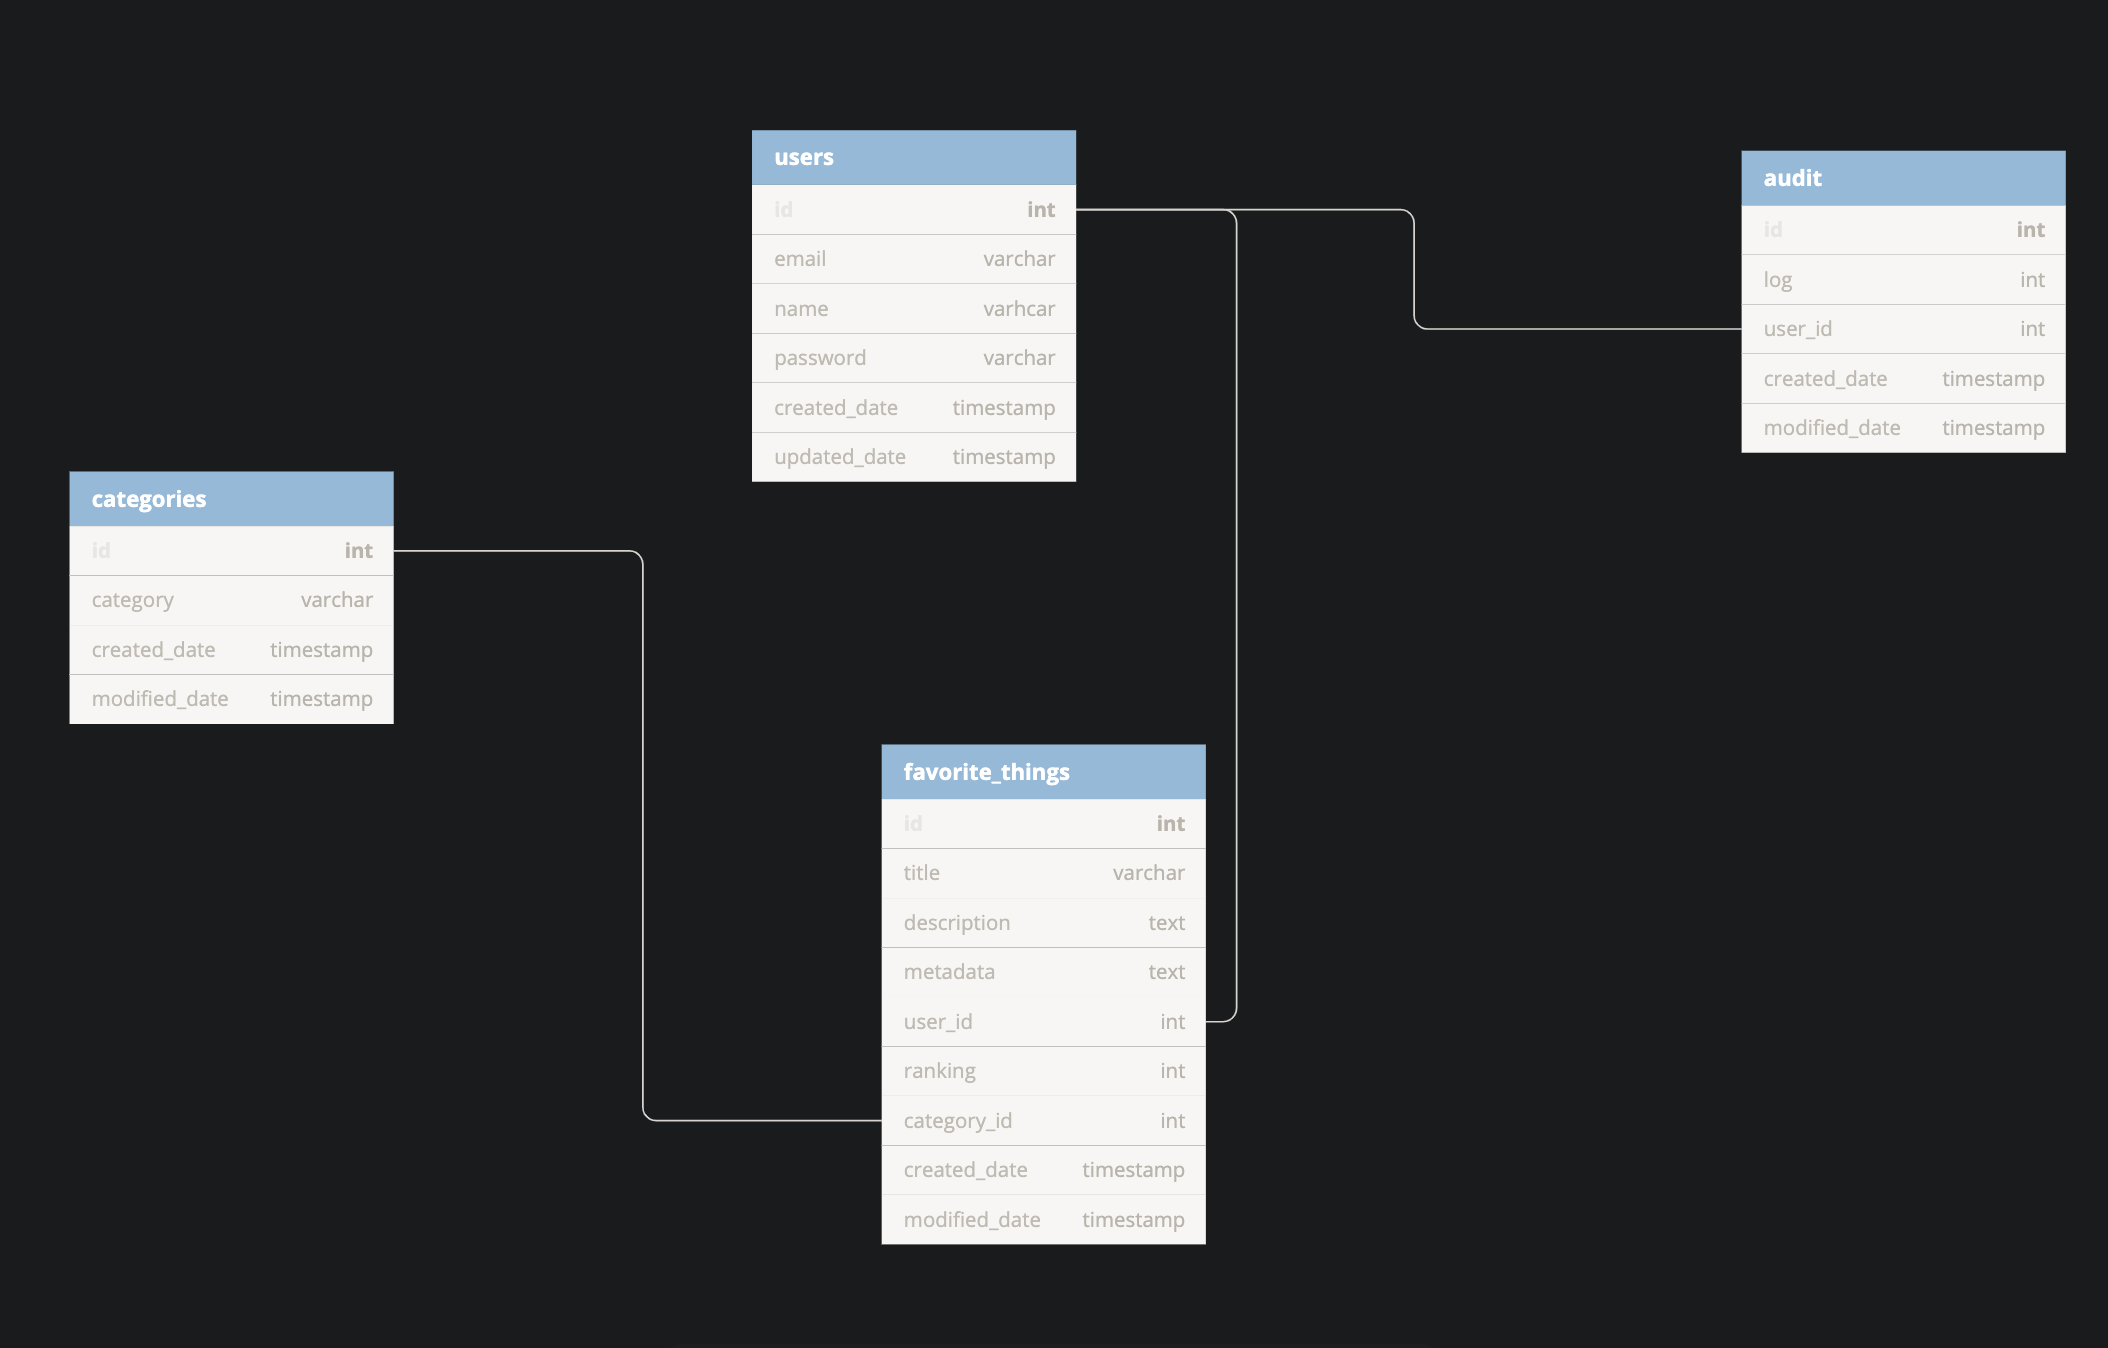 users
id int
email varchar
name varhcar
password varchar
created_date timestamp
updated_date timestamp
audit
id int
log int
user_id int
created_date timestamp
modified_date timestamp
categories
id int
category varchar
created_date timestamp
modified_date timestamp
favorite_things
id int
title varchar
description text
metadata text
user_id int
ranking int
category_id int
created_date timestamp
modified_date timestamp